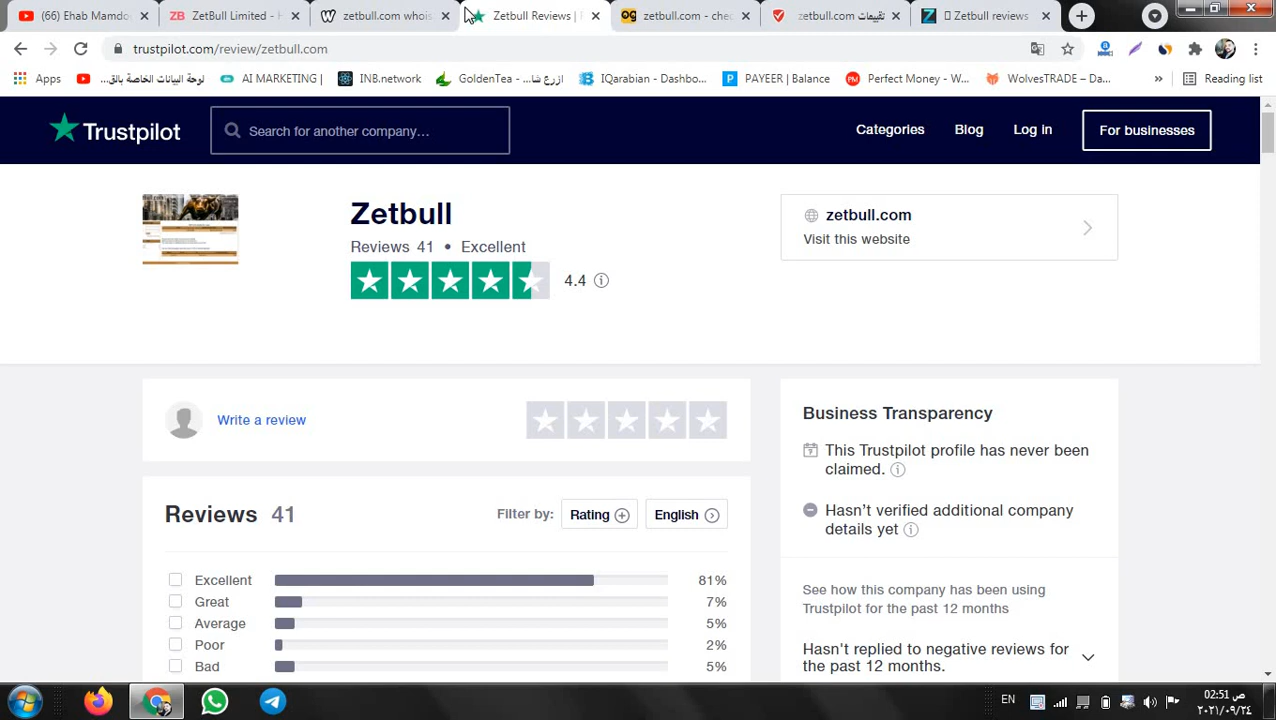 (66) Ehab Mamdo
ZetBull Limited - H
zetbull.com whois
Zetbull Reviews |
zetbull.com - chec
تقييمات zetbull.com
Zetbull reviews
trustpilot.com/review/zetbull.com
Apps
لوحة البيانات الخاصة بالق...
AI MARKETING |
INB.network
GoldenTea - ازرع شا...
IQarabian - Dashbo...
PAYEER | Balance
Perfect Money - W...
WolvesTRADE – Da...
»
Reading list
Trustpilot
Search for another company...
Categories
Blog
Log in
For businesses
Zetbull
Reviews 41 • Excellent
4.4
zetbull.com
Visit this website
Write a review
Reviews 41
Filter by:
Rating
English
Excellent 81%
Great 7%
Average 5%
Poor 2%
Bad 5%
Business Transparency
This Trustpilot profile has never been
claimed.
Hasn't verified additional company
details yet
See how this company has been using
Trustpilot for the past 12 months
Hasn't replied to negative reviews for
the past 12 months.
EN
02:51 ص
٢٠٢١/٠٩/٢٤